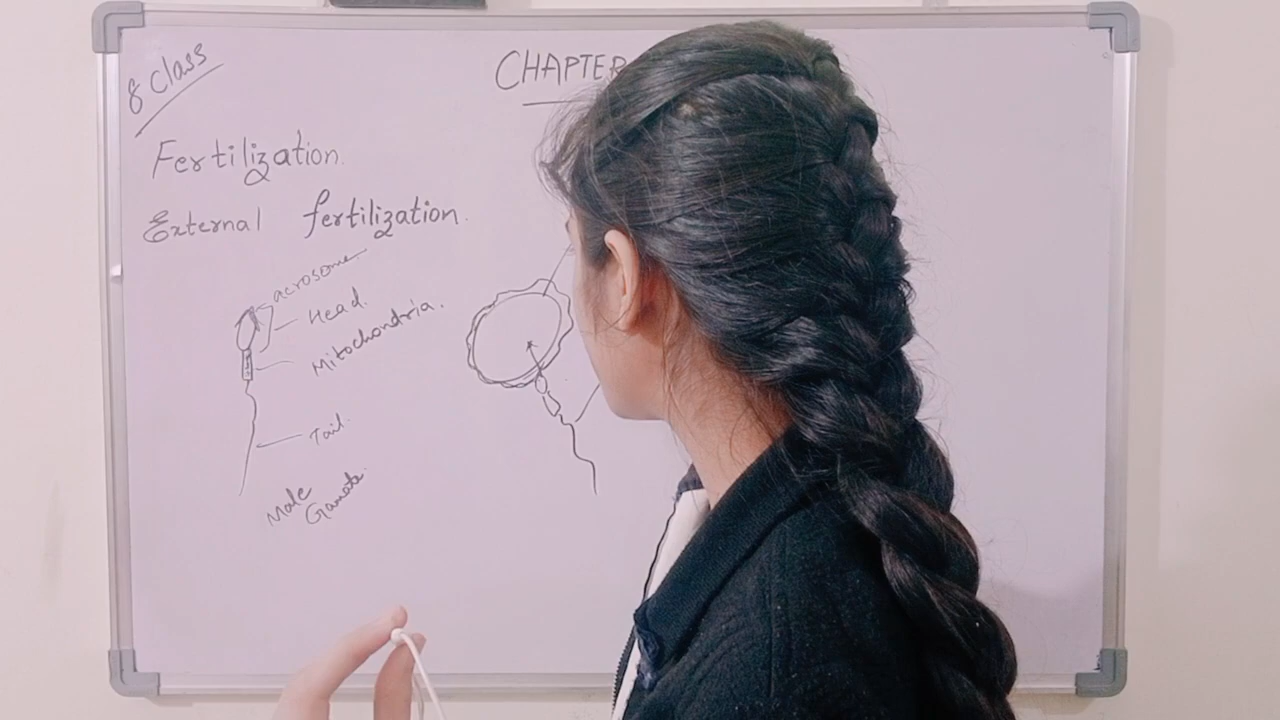 8 class
CHAPTER
Fertilization.
External fertilization.
acrosome
Head.
Mitochondria.
Tail.
Male
Gamete